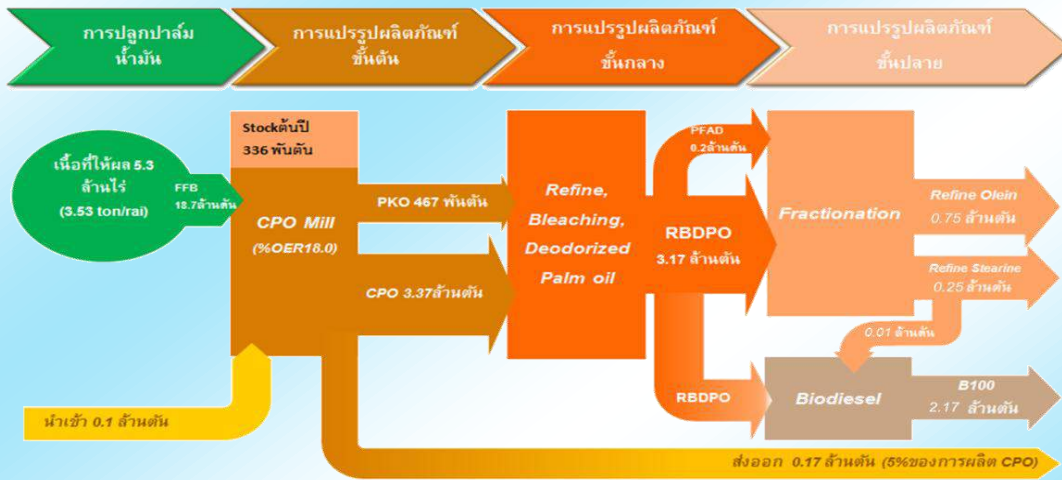 การปลูกปาล์ม
น้ำมัน
การแปรรูปผลิตภัณฑ์
ขั้นต้น
การแปรรูปผลิตภัณฑ์
ขั้นกลาง
การแปรรูปผลิตภัณฑ์
ขั้นปลาย
เนื้อที่ให้ผล 5.3
ล้านไร่
(3.53 ton/rai)
FFB
18.7ล้านตัน
Stockต้นปี
336 พันตัน
CPO Mill
(%OER18.0)
PKO 467 พันตัน
CPO 3.37ล้านตัน
Refine,
Bleaching,
Deodorized
Palm oil
PFAD
0.2ล้านตัน
RBDPO
3.17 ล้านตัน
RBDPO
Fractionation
Refine Olein
0.75 ล้านตัน
Refine Stearine
0.25 ล้านตัน
0.01 ล้านตัน
Biodiesel
B100
2.17 ล้านตัน
นำเข้า 0.1 ล้านตัน
ส่งออก 0.17 ล้านตัน (5%ของการผลิต CPO)